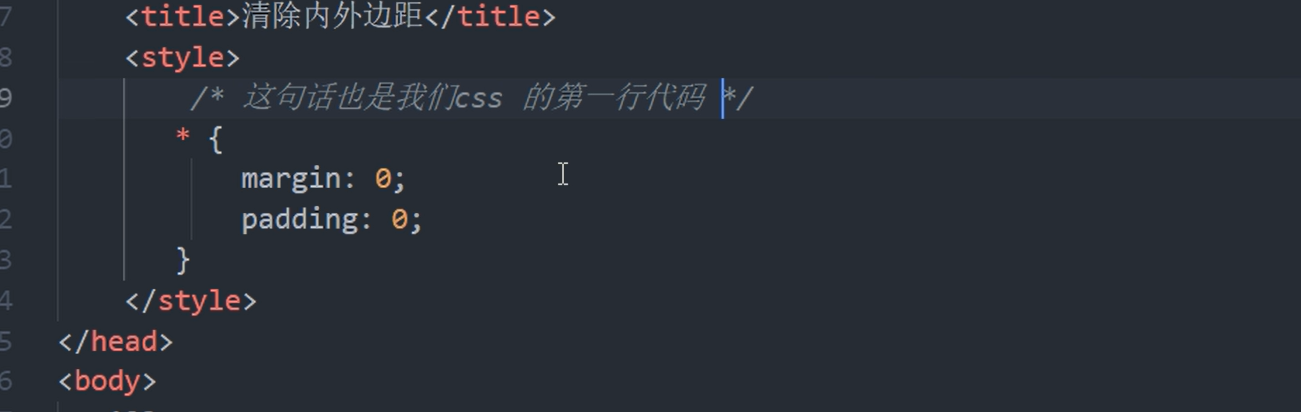 7 <title>清除内外边距</title>
8 <style>
9 /* 这句话也是我们css 的第一行代码 */
0 * {
1 margin: 0;
2 padding: 0;
3 }
4 </style>
5 </head>
6 <body>